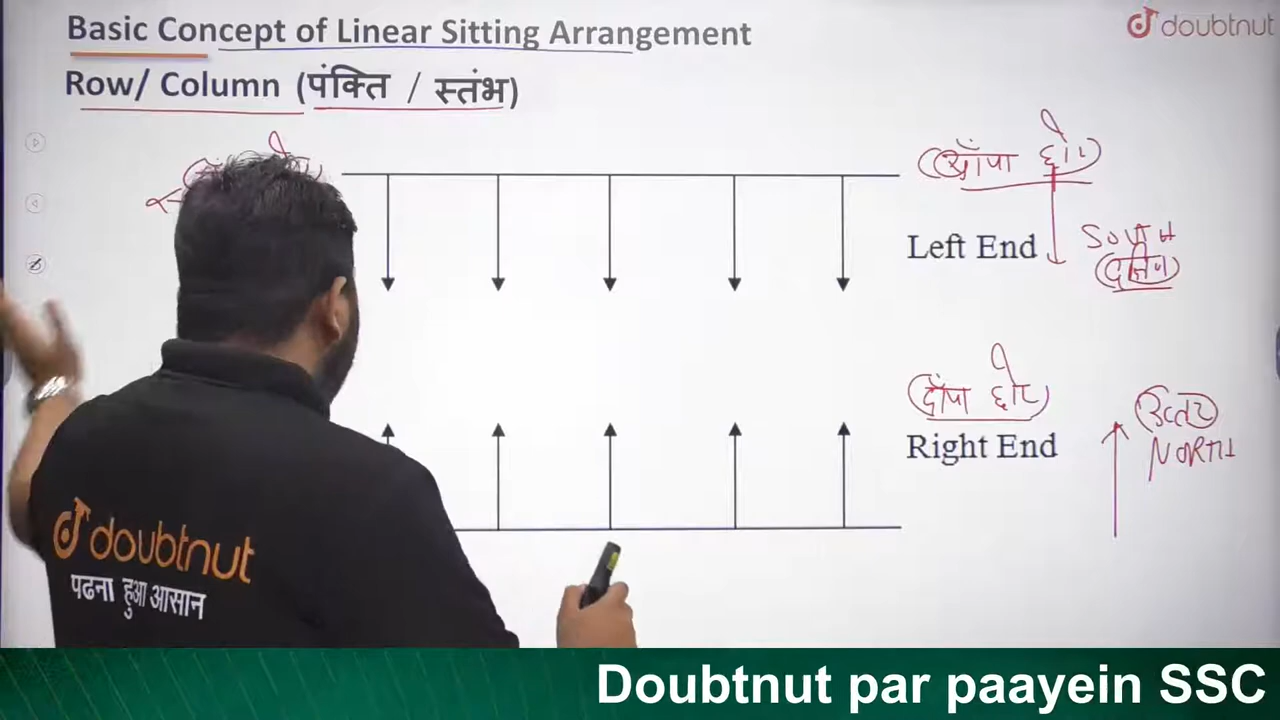 Basic Concept of Linear Sitting Arrangement
doubtnut
Row/ Column (पंक्ति / स्तंभ)
बाँया छोर
Left End
SOUTH
दक्षिण
दाँया छोर
Right End
उत्तर
NORTH
doubtnut
पढना हुआ आसान
Doubtnut par paayein SSC